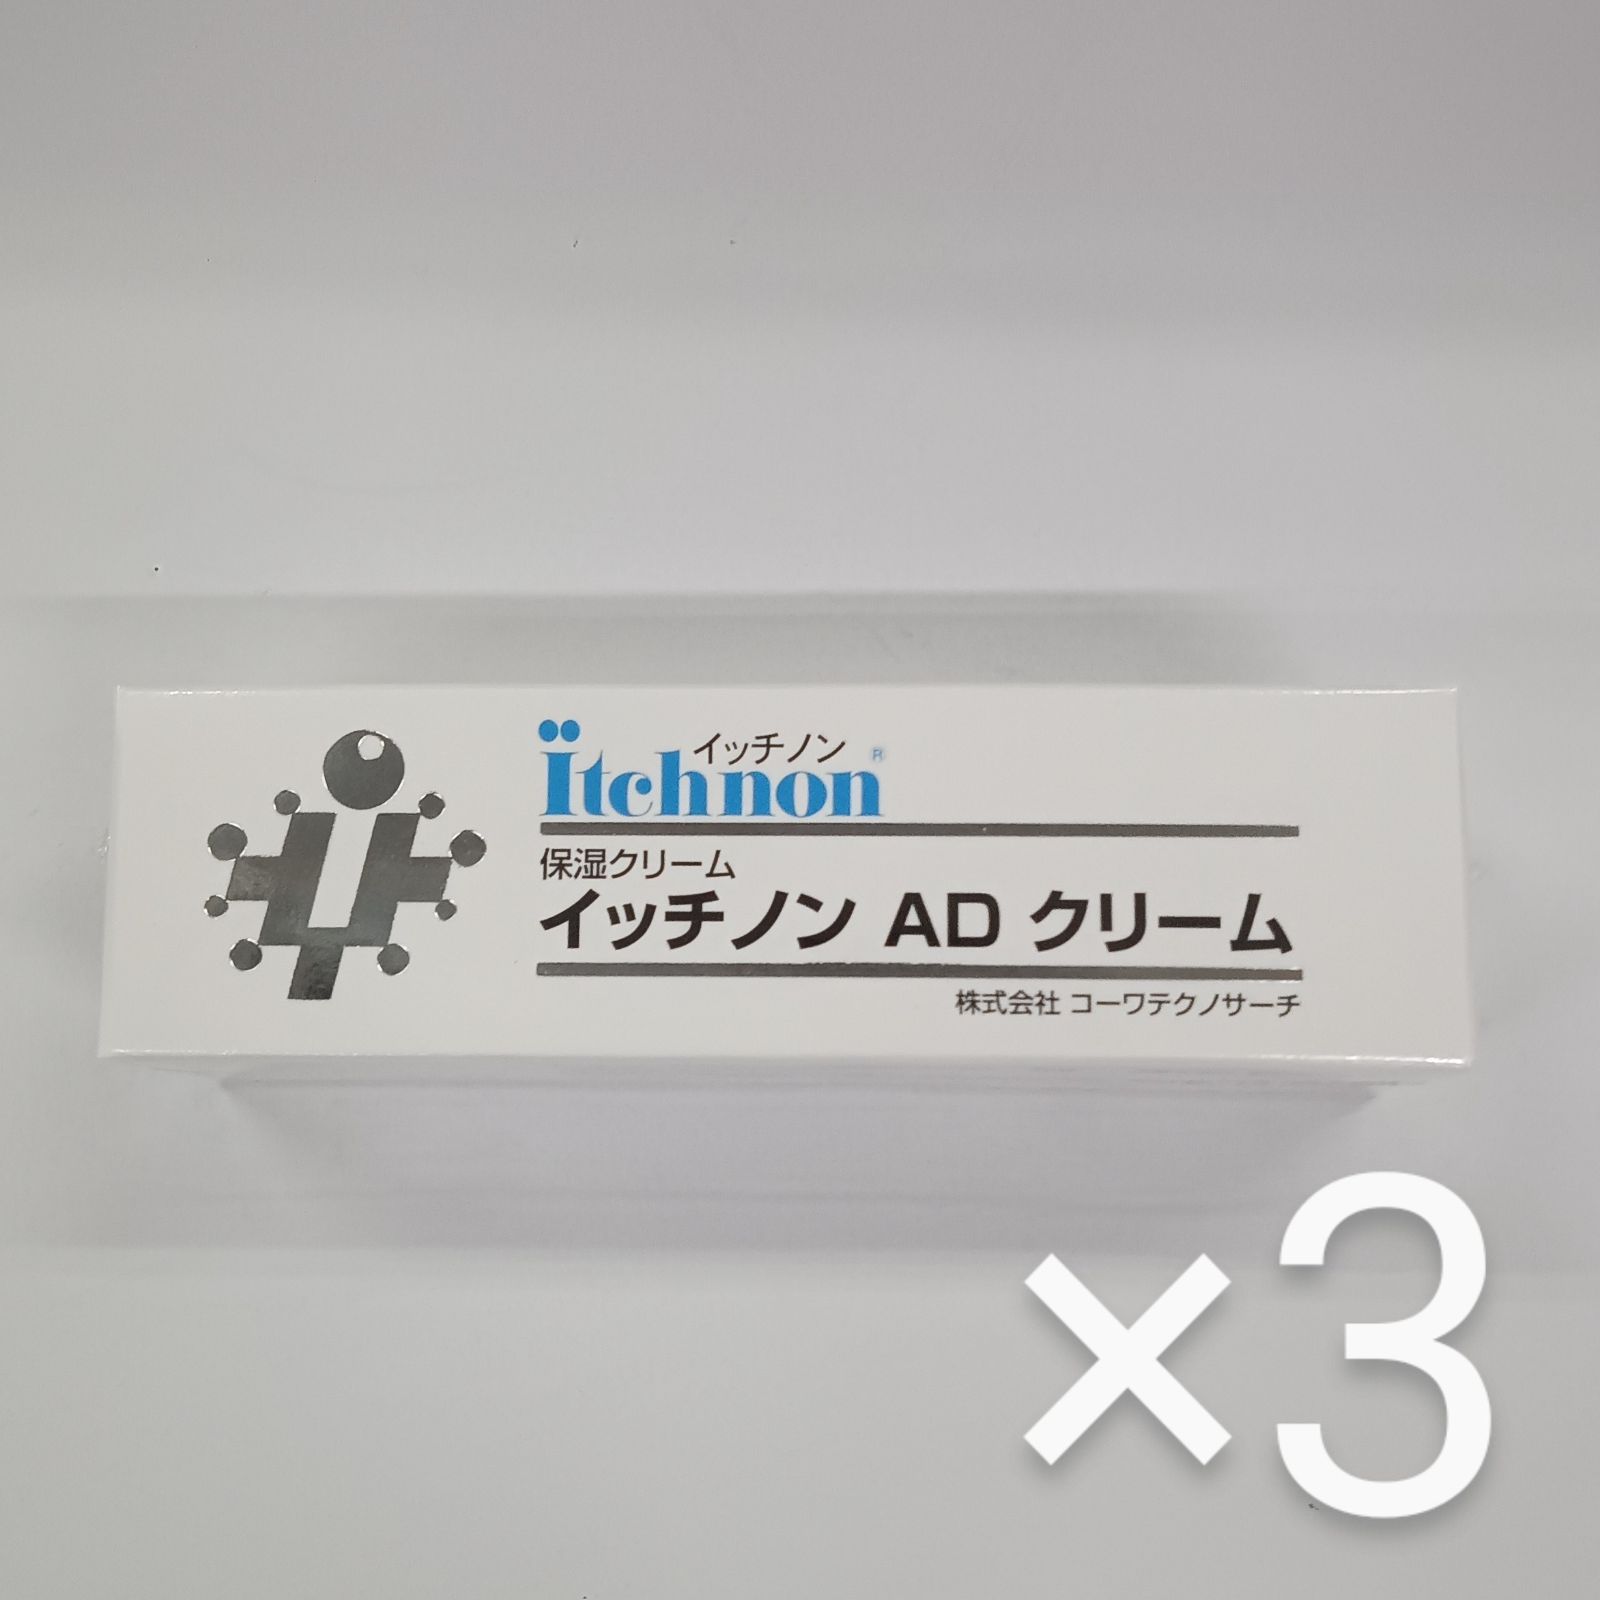 イッチノン
itchnon®
保湿クリーム
イッチノン AD クリーム
株式会社 コーワテクノサーチ
×3